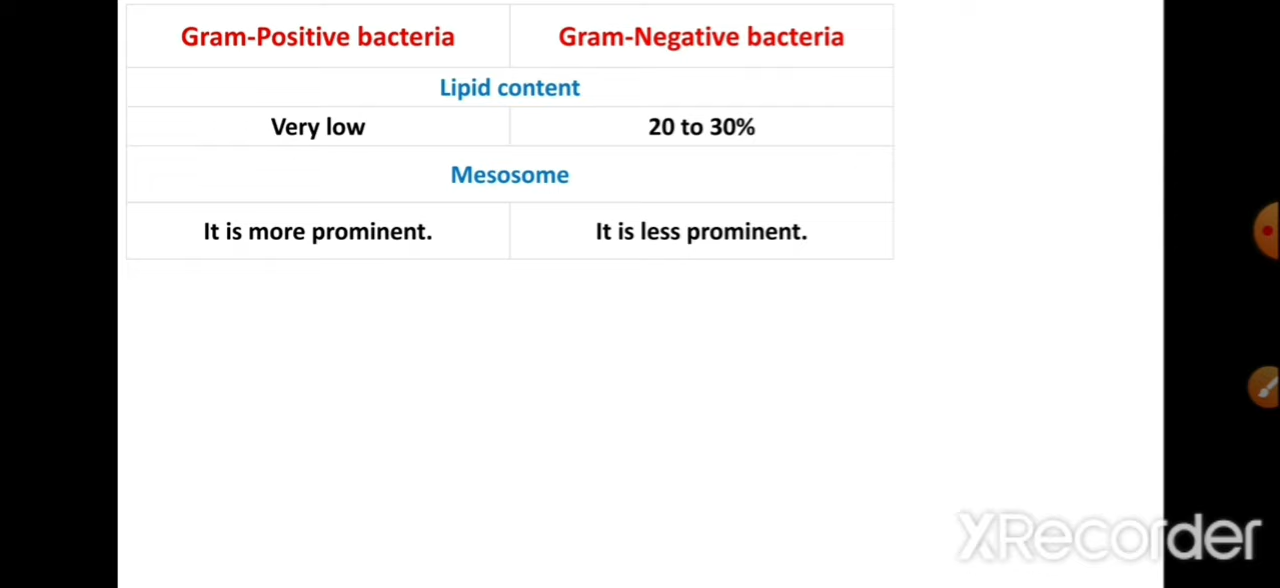 Gram-Positive bacteria Gram-Negative bacteria
Lipid content
Very low 20 to 30%
Mesosome
It is more prominent. It is less prominent.
XRecorder